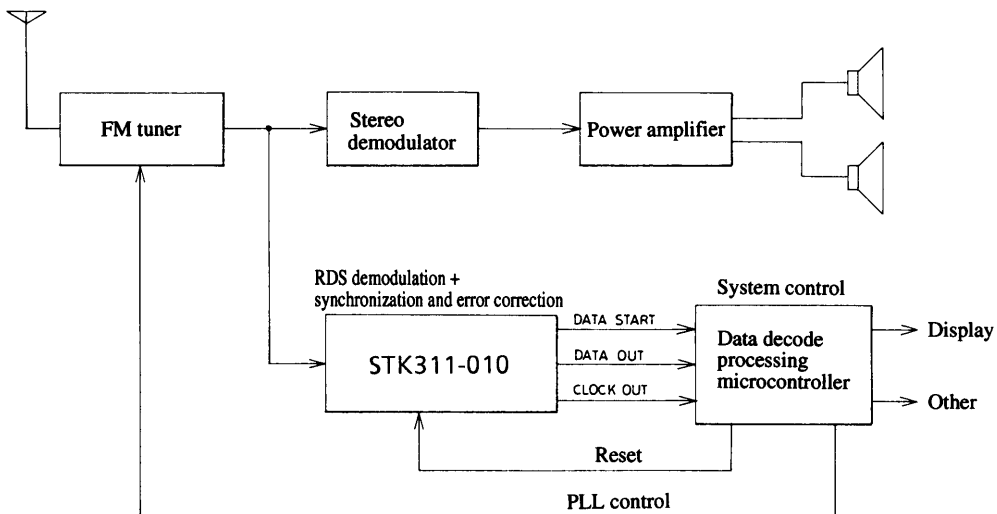 FM tuner
Stereo
demodulator
Power amplifier
RDS demodulation +
synchronization and error correction
STK311-010
DATA START
DATA OUT
CLOCK OUT
System control
Data decode
processing
microcontroller
Display
Other
Reset
PLL control